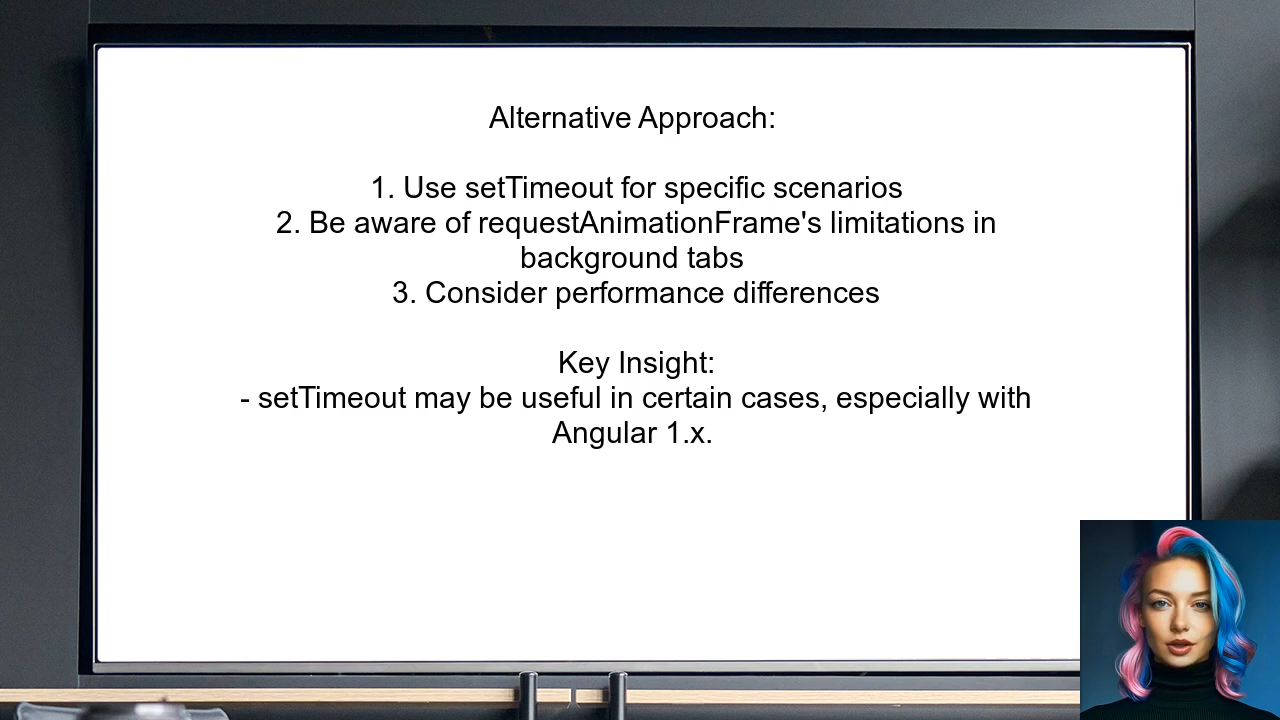 Alternative Approach:
1. Use setTimeout for specific scenarios
2. Be aware of requestAnimationFrame's limitations in
background tabs
3. Consider performance differences
Key Insight:
- setTimeout may be useful in certain cases, especially with
Angular 1.x.